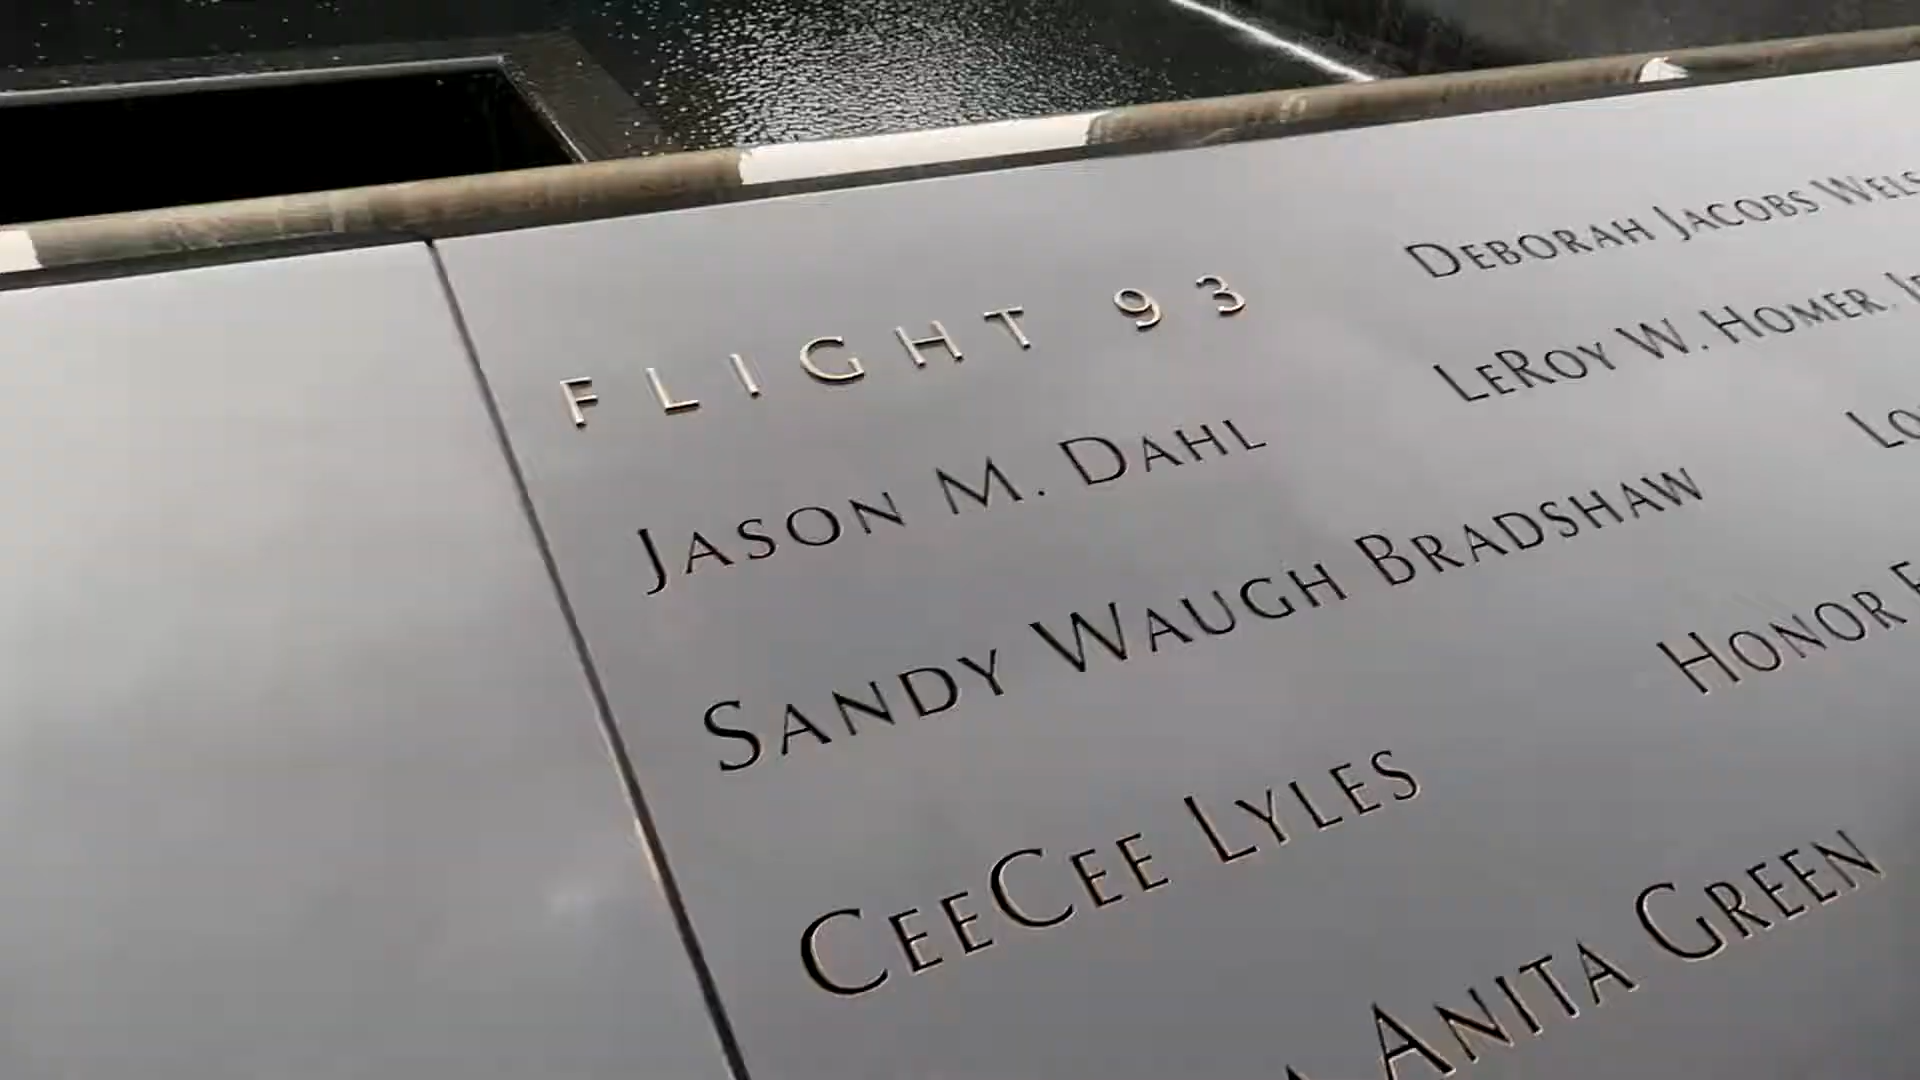 FLIGHT 93
DEBORAH JACOBS
JASON M. DAHL
LEROY W. HOMER,
SANDY WAUGH BRADSHAW
HONOR
CEECEE LYLES
ANITA GREEN